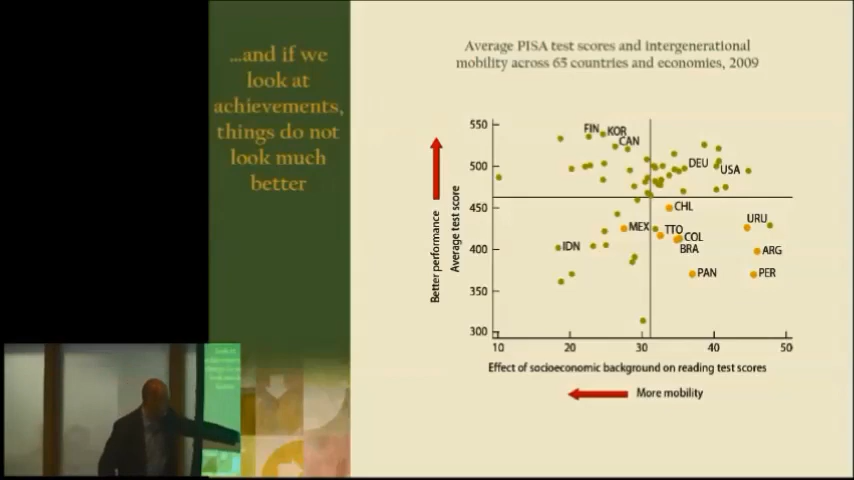 ...and if we
look at
achievements,
things do not
look much
better
Average PISA test scores and intergenerational
mobility across 65 countries and economies, 2009
Better performance
Average test score
550
500
450
400
350
300
FIN
KOR
CAN
DEU
USA
CHL
URU
MEX
TTO
COL
BRA
IDN
ARG
PAN
PER
10
20
30
40
50
Effect of socioeconomic background on reading test scores
More mobility